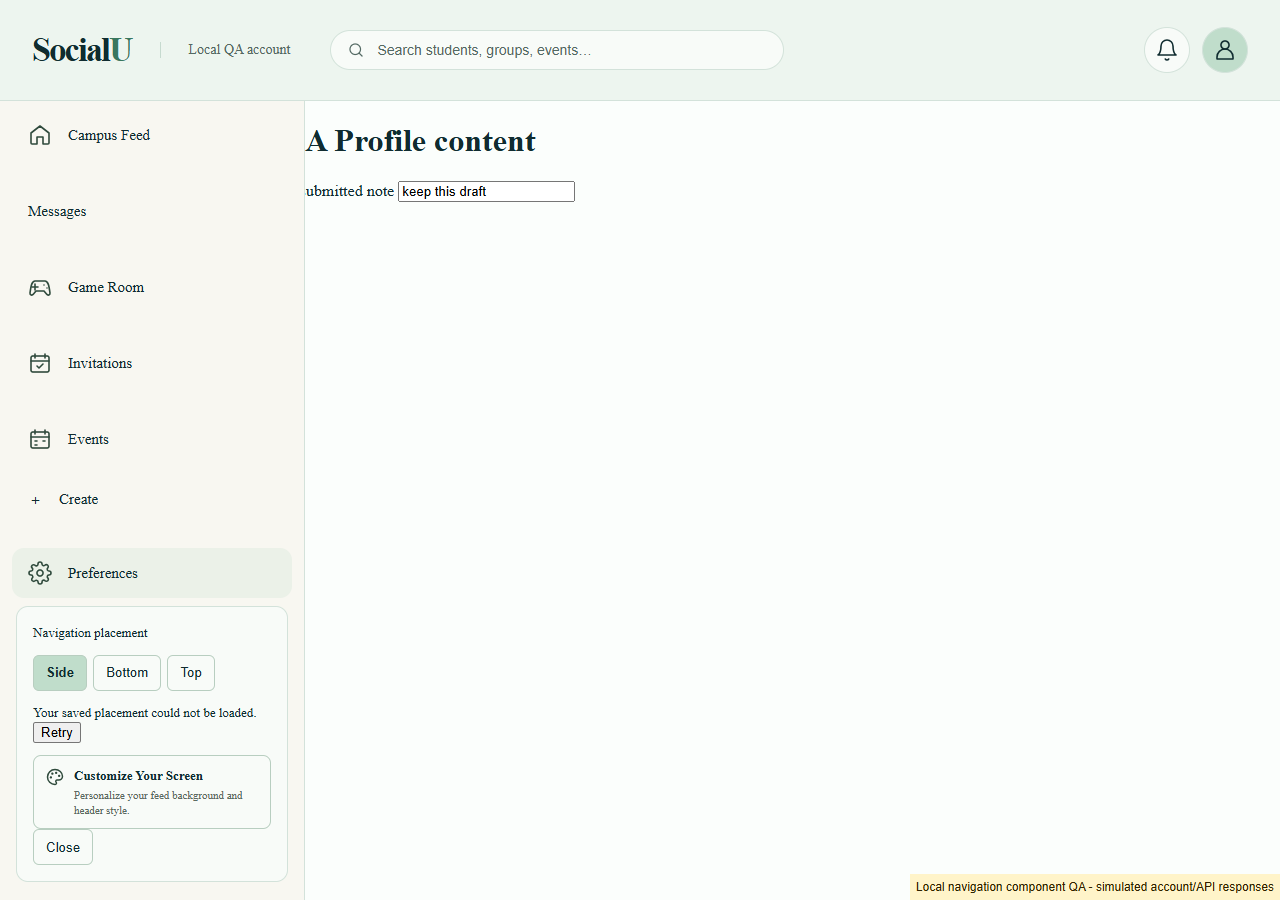 SocialU
Local QA account
Search students, groups, events…
Campus Feed
Messages
Game Room
Invitations
Events
+ Create
Preferences
Navigation placement
Side Bottom Top
Your saved placement could not be loaded.
Retry
Customize Your Screen
Personalize your feed background and
header style.
Close
A Profile content
ubmitted note keep this draft
Local navigation component QA - simulated account/API responses